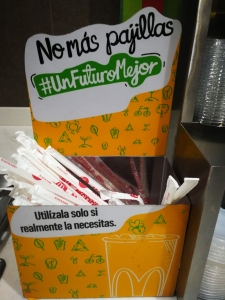 No más pajillas
#UnFuturoMejor
Utilízala solo si
realmente la necesitas.